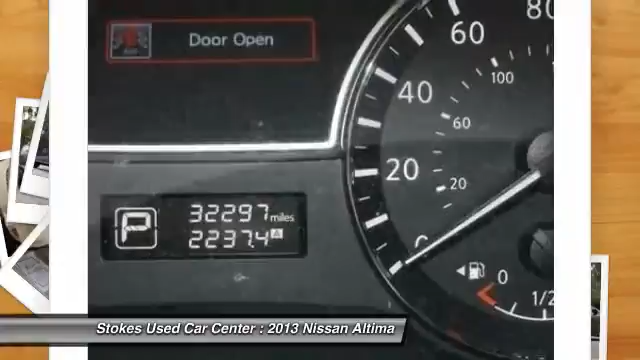 Door Open
80
60
100
40
60
20
20
P
32297 miles
2237.4 A
0
0
1/2
Stokes Used Car Center : 2013 Nissan Altima